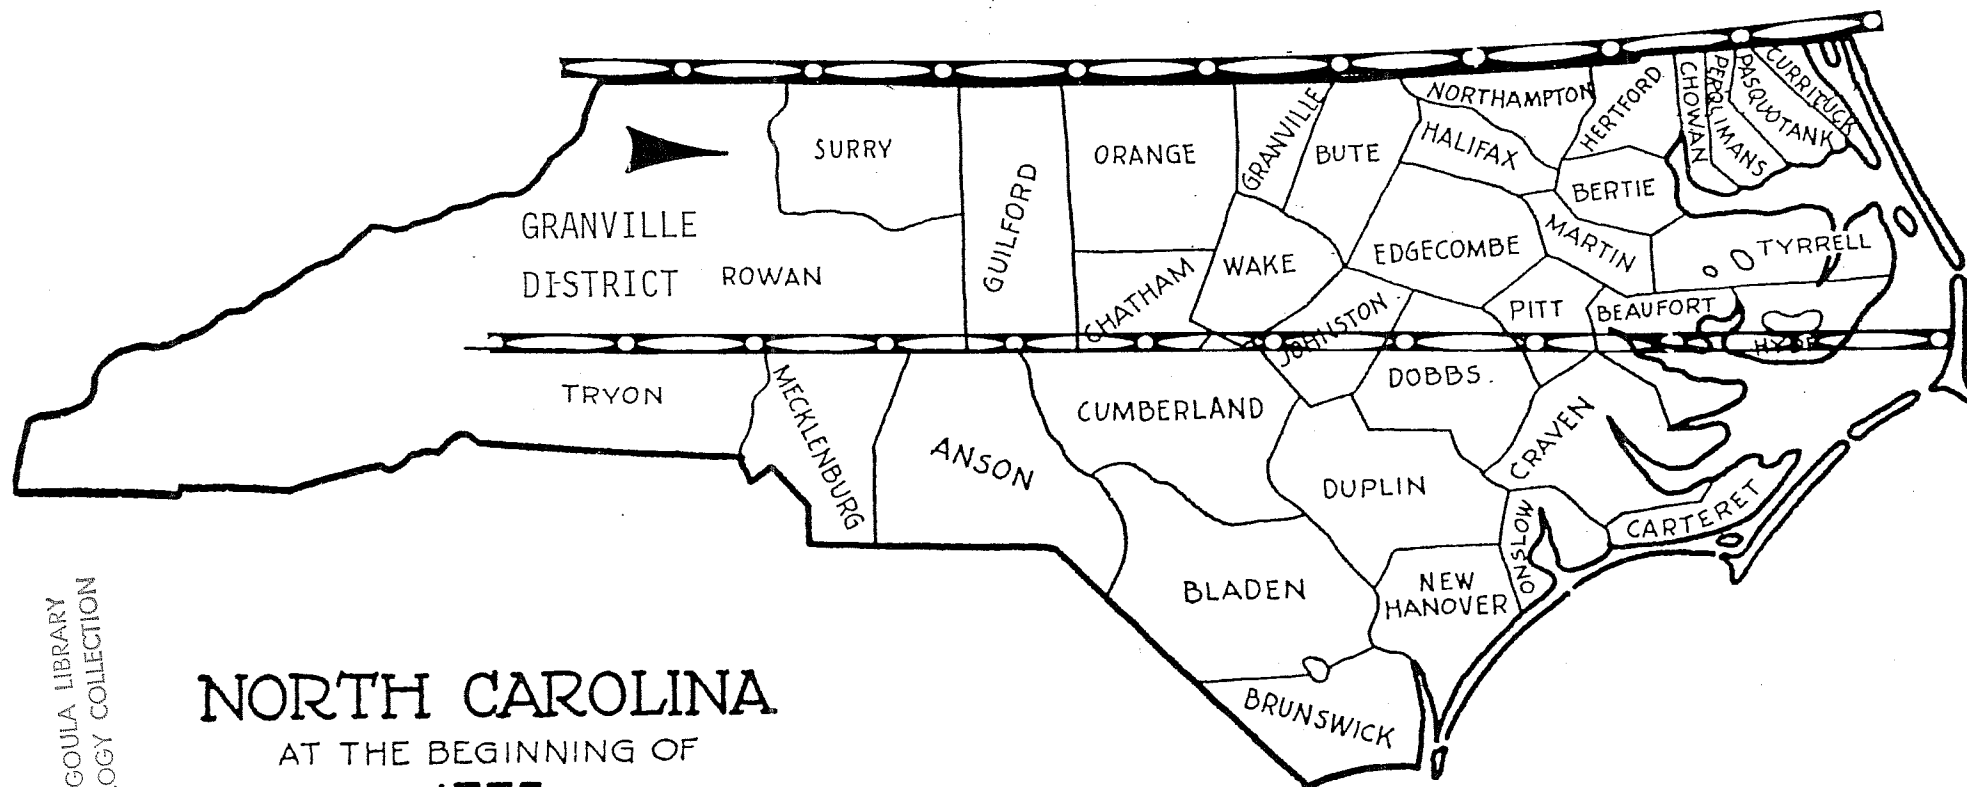 NORTHAMPTON
HERTFORD
CHOWAN
PERQUIMANS
PASQUOTANK
CURRITUCK
SURRY
ORANGE
GRANVILLE
BUTE
HALIFAX
BERTIE
GRANVILLE
DISTRICT
ROWAN
GUILFORD
CHATHAM
WAKE
EDGECOMBE
MARTIN
TYRRELL
JOHNSTON
PITT
BEAUFORT
HYDE
TRYON
MECKLENBURG
ANSON
CUMBERLAND
DOBBS.
CRAVEN
DUPLIN
ONSLOW
CARTERET
BLADEN
NEW
HANOVER
BRUNSWICK
GOULA LIBRARY
OGY COLLECTION
NORTH CAROLINA
AT THE BEGINNING OF